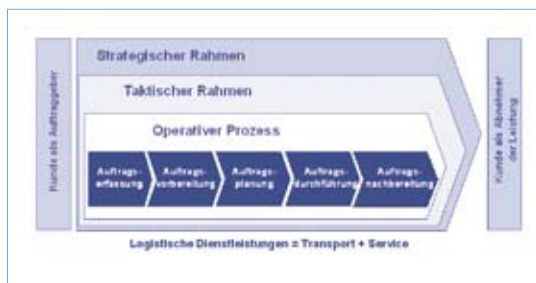 Kunde als Auftraggeber
Strategischer Rahmen
Taktischer Rahmen
Operativer Prozess
Auftrags-
erfassung
Auftrags-
vorbereitung
Auftrags-
planung
Auftrags-
durchführung
Auftrags-
nachbereitung
Kunde als Abnehmer
der Leistung
Logistische Dienstleistungen = Transport + Service